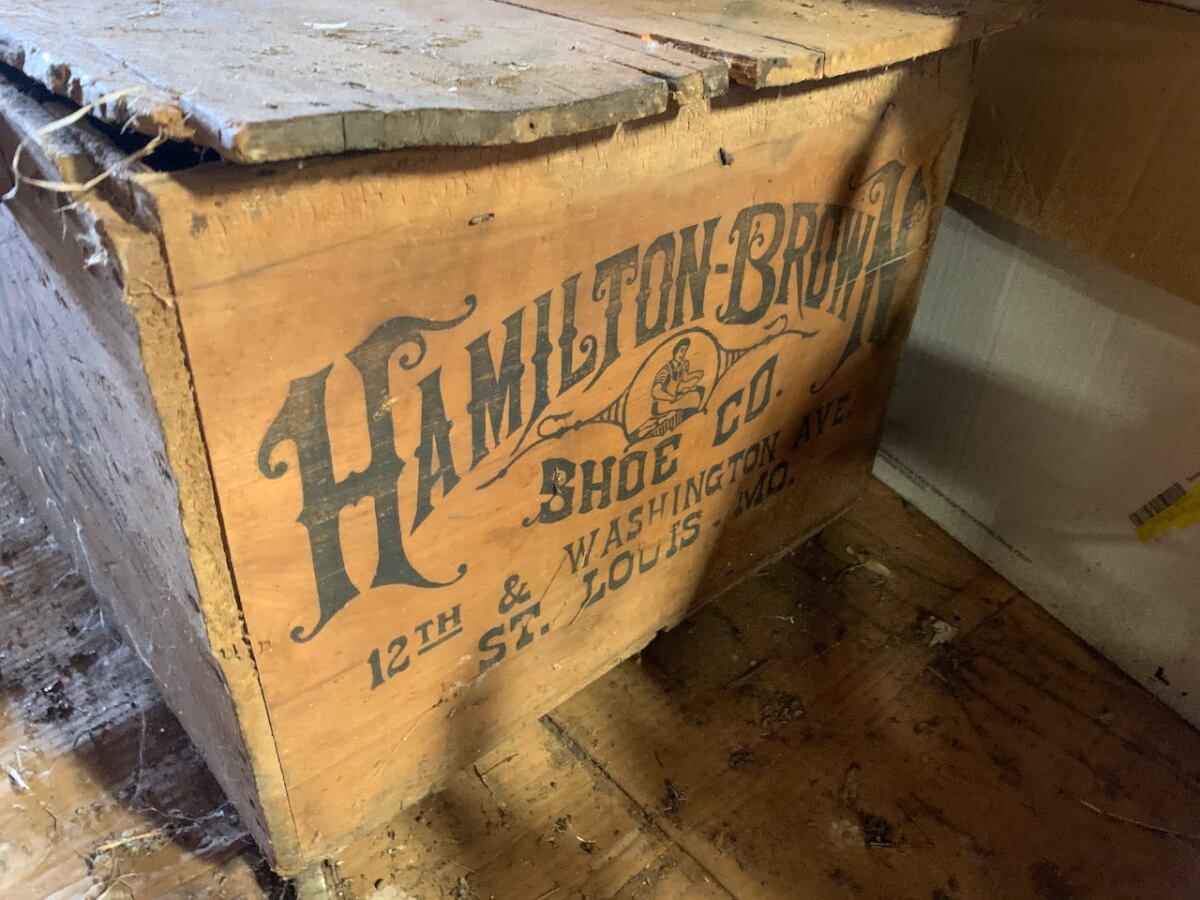 HAMILTON-BROWN
SHOE CO.
12TH & WASHINGTON AVE.
ST. LOUIS, MO.